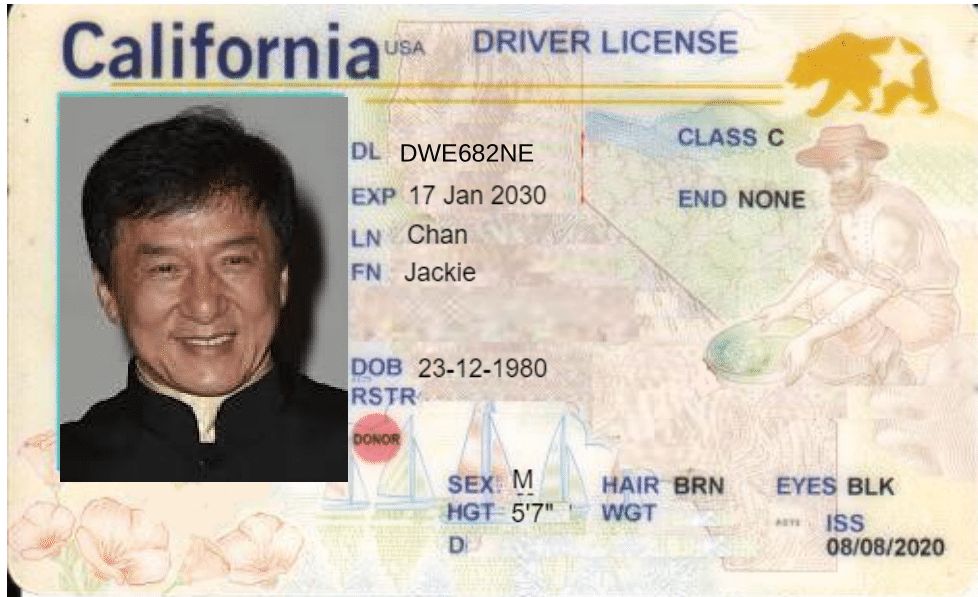 California USA DRIVER LICENSE
DL DWE682NE
CLASS C
EXP 17 Jan 2030
END NONE
LN Chan
FN Jackie
DOB 23-12-1980
RSTR
DONOR
SEX M HAIR BRN EYES BLK
HGT 5'7" WGT ISS
D 08/08/2020